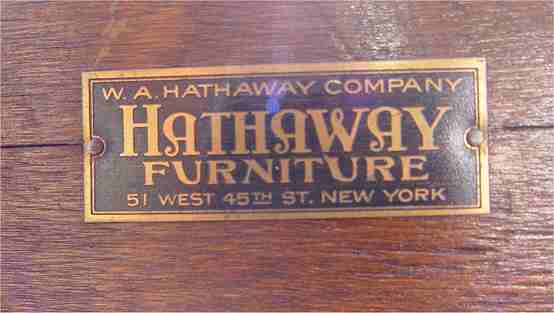 W. A. HATHAWAY COMPANY
HATHAWAY
FURNITURE
51 WEST 45TH ST. NEW YORK